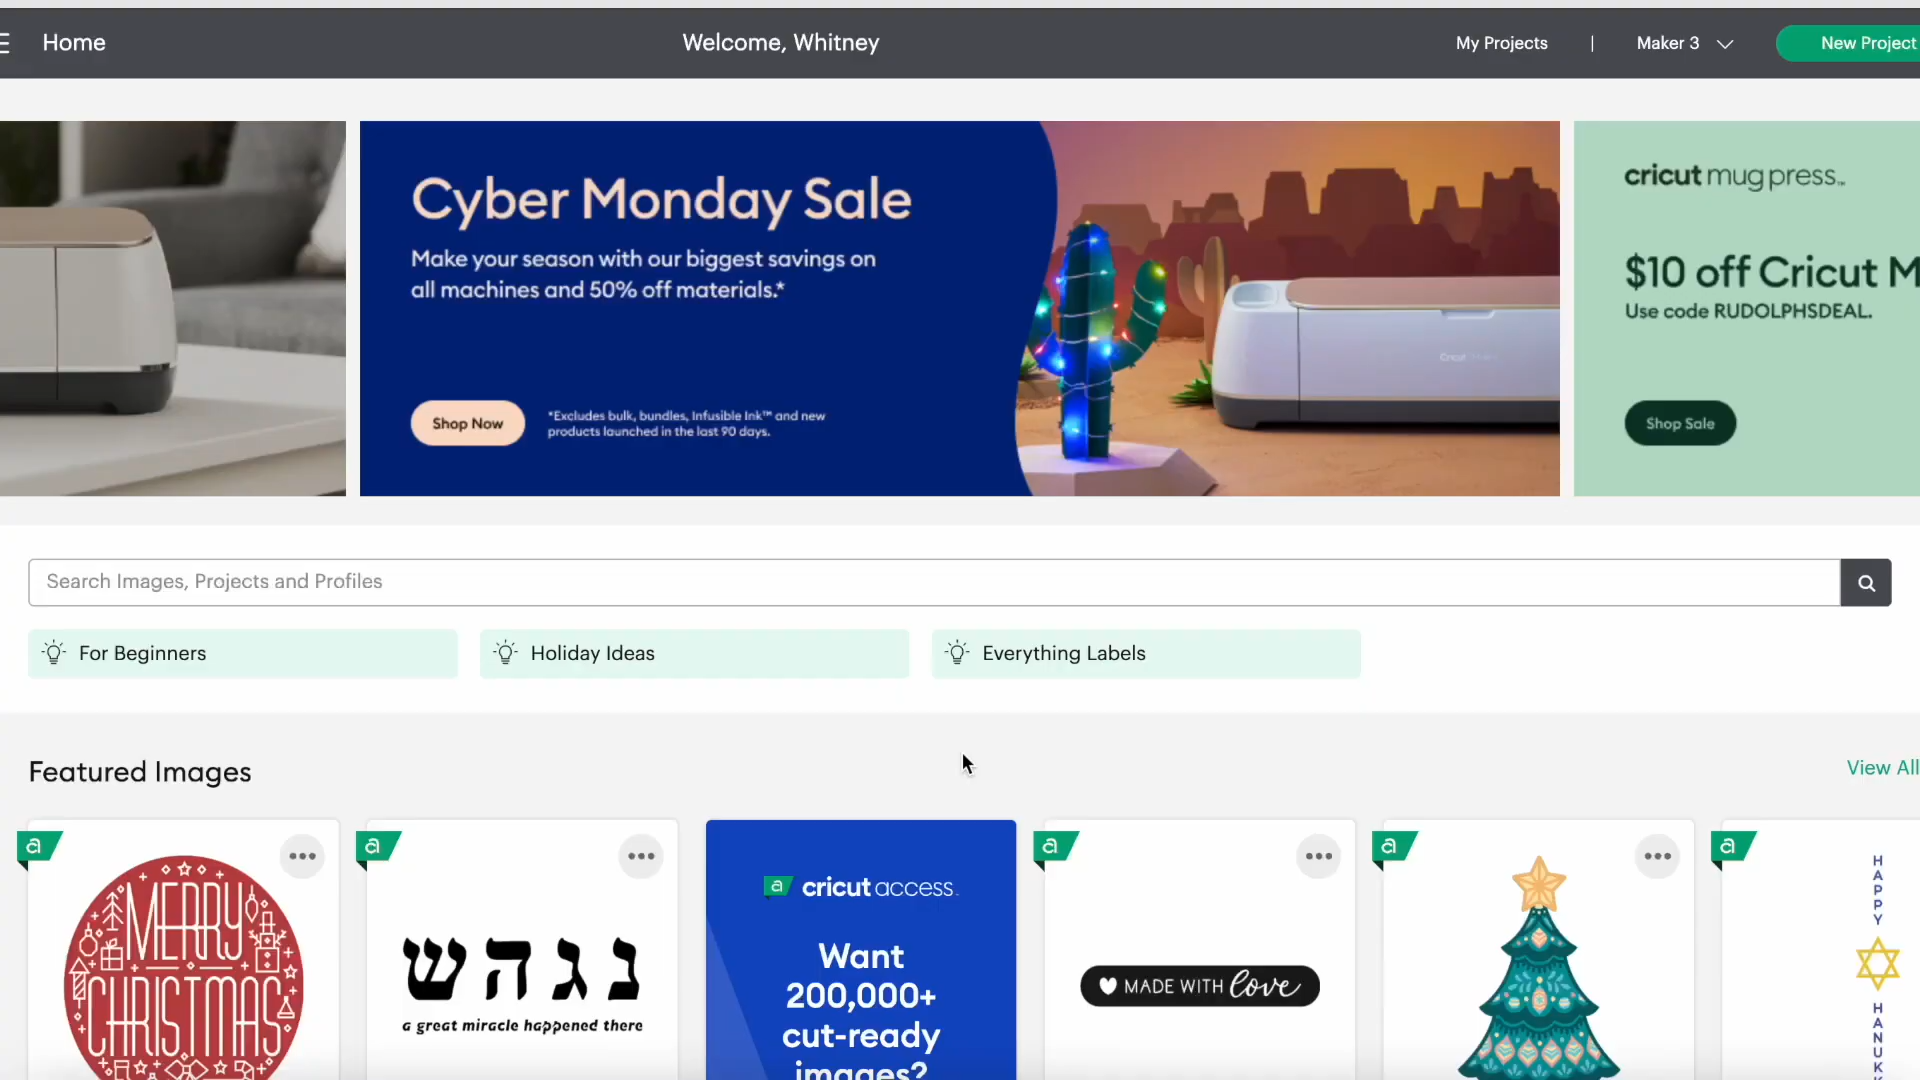 Home
Welcome, Whitney
My Projects
|
Maker 3
New Project
Cyber Monday Sale
Make your season with our biggest savings on
all machines and 50% off materials.*
Shop Now
*Excludes bulk, bundles, Infusible Ink™ and new
products launched in the last 90 days.
cricut mug press™
$10 off Cricut M
Use code RUDOLPHSDEAL.
Shop Sale
Search Images, Projects and Profiles
For Beginners
Holiday Ideas
Everything Labels
Featured Images
View All
a
MERRY
CHRISTMAS
a
נ ג ה ש
a great miracle happened there
a cricut access™
Want
200,000+
cut-ready
images?
a
MADE WITH love
a
a
HAPPY
HANUK